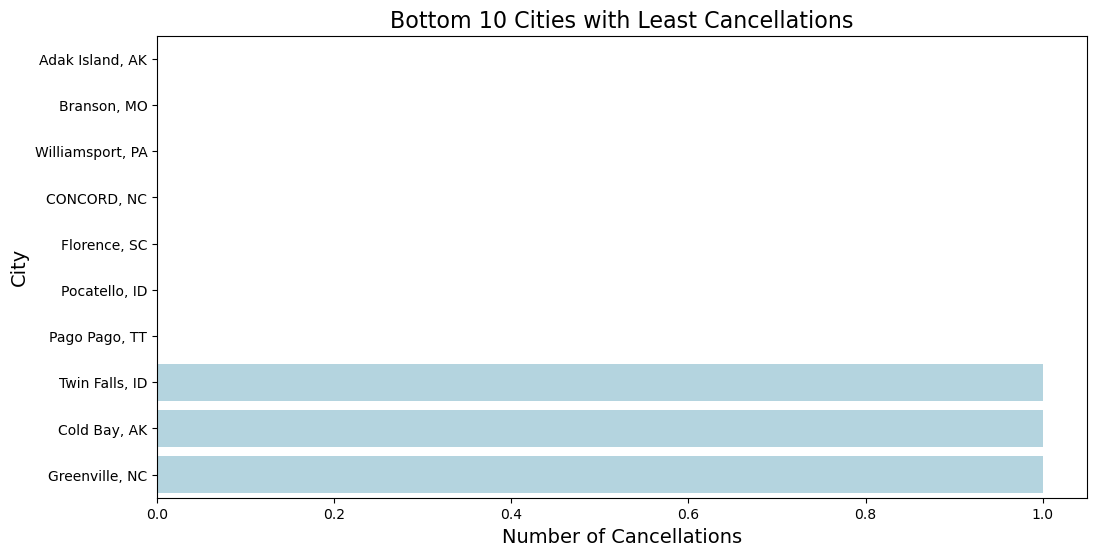 Bottom 10 Cities with Least Cancellations
Adak Island, AK
Branson, MO
Williamsport, PA
CONCORD, NC
Florence, SC
Pocatello, ID
Pago Pago, TT
Twin Falls, ID
Cold Bay, AK
Greenville, NC
City
0.0 0.2 0.4 0.6 0.8 1.0
Number of Cancellations